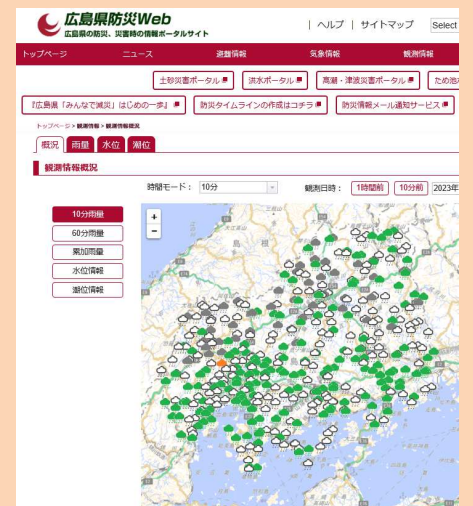 広島県防災Web
広島県の防災、災害時の情報ポータルサイト
| ヘルプ | サイトマップ Select
トップページ ニュース 避難情報 気象情報 観測情報
土砂災害ポータル 洪水ポータル 高潮・津波災害ポータル ため池
『広島県「みんなで減災」はじめの一歩』 防災タイムラインの作成はコチラ 防災情報メール通知サービス
トップページ > 観測情報 > 観測情報概況
概況 雨量 水位 潮位
観測情報概況
時間モード： 10分 観測日時： 1時間前 10分前 2023年
10分雨量
60分雨量
累加雨量
水位情報
潮位情報
+
−
島 根